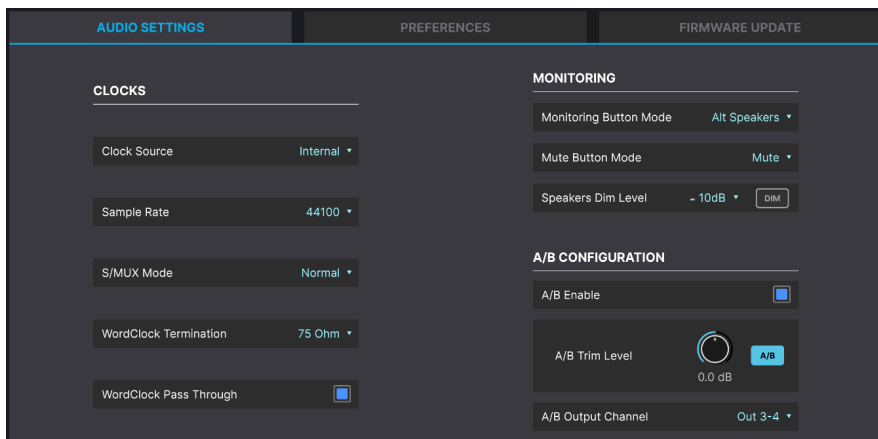 AUDIO SETTINGS
PREFERENCES
FIRMWARE UPDATE
CLOCKS
Clock Source Internal
Sample Rate 44100
S/MUX Mode Normal
WordClock Termination 75 Ohm
WordClock Pass Through
MONITORING
Monitoring Button Mode Alt Speakers
Mute Button Mode Mute
Speakers Dim Level - 10dB DIM
A/B CONFIGURATION
A/B Enable
A/B Trim Level A/B
0.0 dB
A/B Output Channel Out 3-4